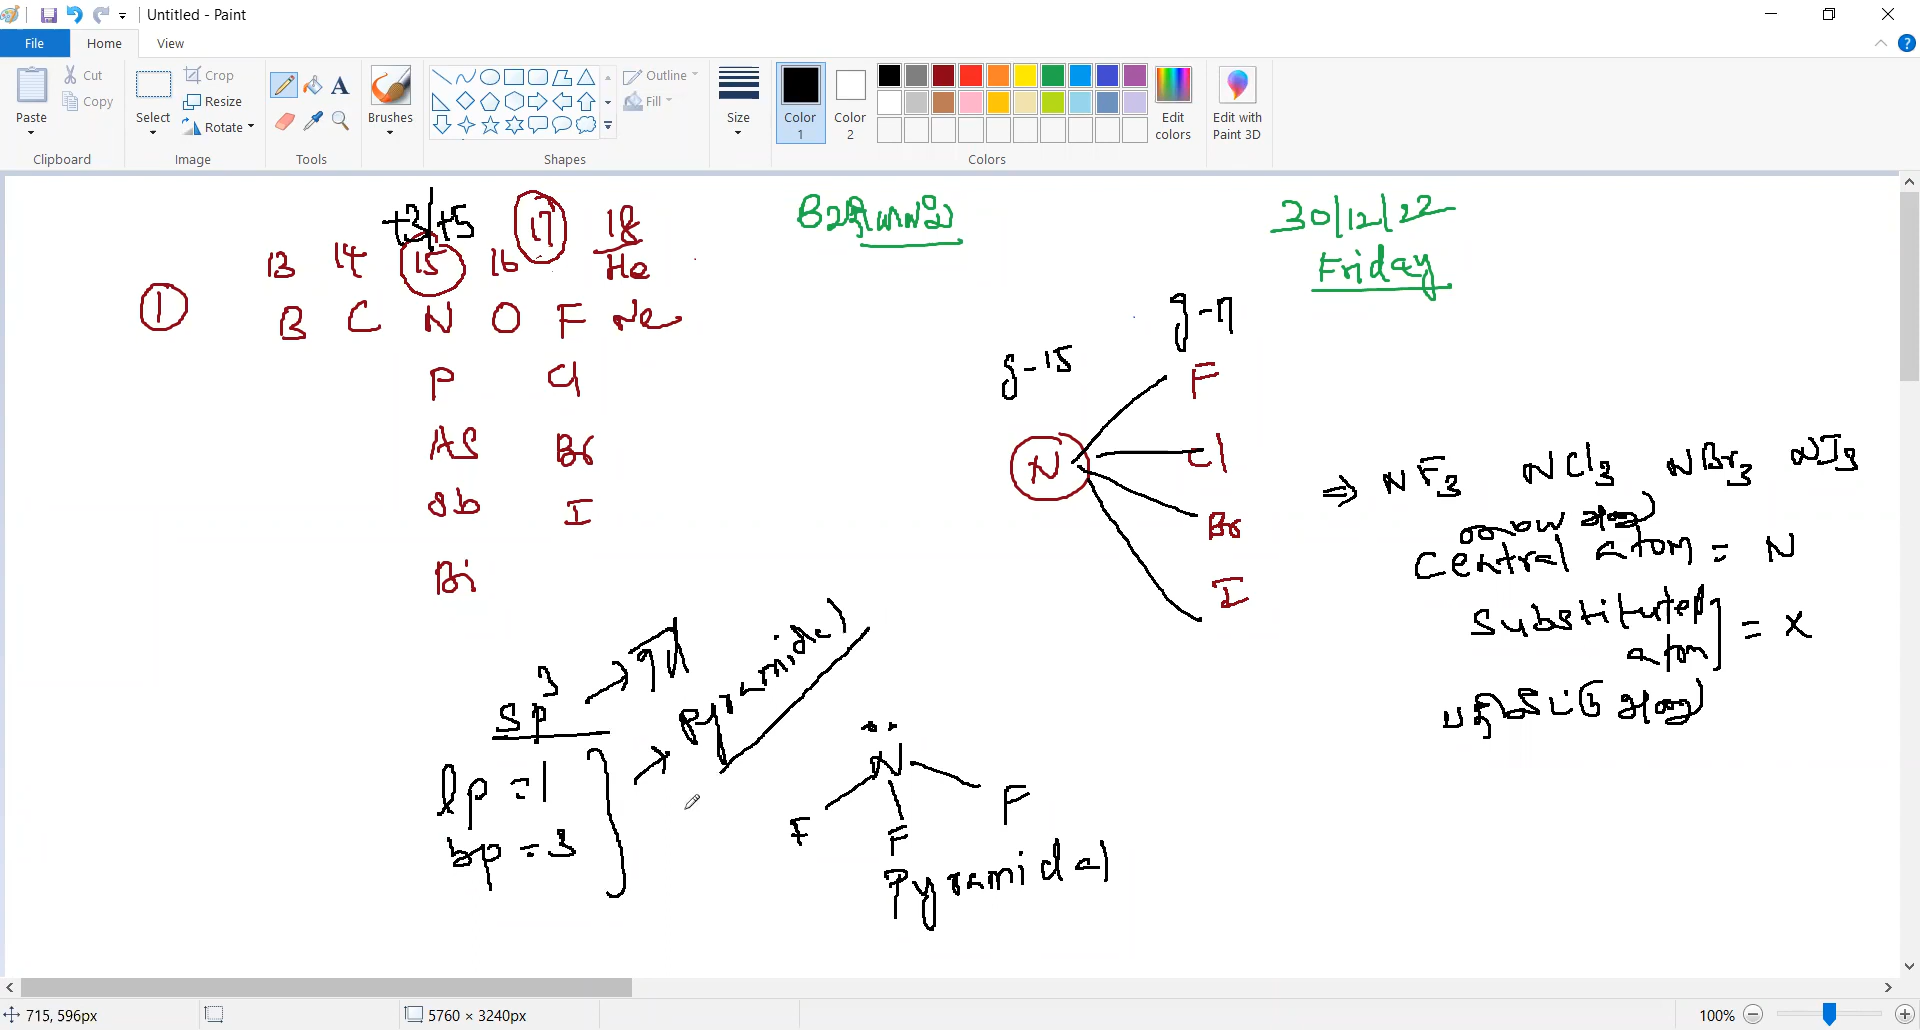 Untitled - Paint
File
Home
View
Cut
Copy
Paste
Clipboard
Crop
Resize
Rotate
Select
Image
Tools
Brushes
Shapes
Outline
Fill
Size
Color 1
Color 2
Edit colors
Edit with Paint 3D
Colors
+3/+5
13 14 15 16 17 18
He
① B C N O F Ne
P Cl
AS Br
Sb I
Bi
30/12/22
Friday
g-15
g-17
N
F
Cl
Br
I
⇒ NF3 NCl3 NBr3 NI3
Central atom = N
Substituted atom ] = X
sp3 → Td
lp = 1
bp = 3
→ Pyramidal
N
F F F
Pyramidal
715, 596px
5760 × 3240px
100%